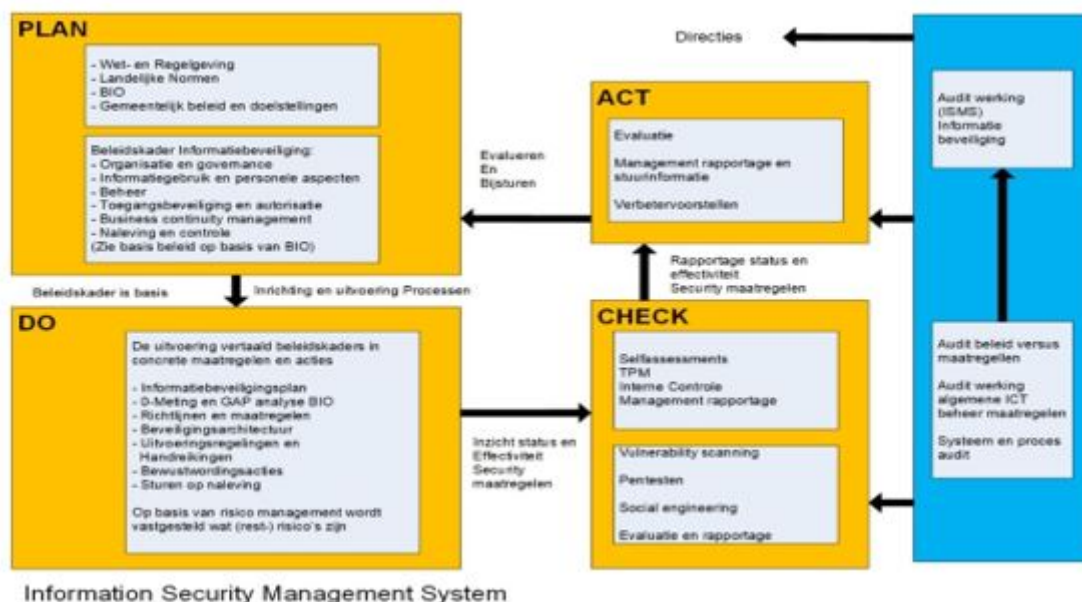 PLAN
- Wet- en Regelgeving
- Landelijke Normen
- BIO
- Gemeentelijk beleid en doelstellingen
Beleidskader Informatiebeveiliging:
- Organisatie en governance
- Informatiegebruik en personele aspecten
- Beheer
- Toegangsbeveiliging en autorisatie
- Business continuity management
- Naleving en controle
(Zie basis beleid op basis van BIO)
Beleidskader is basis
Inrichting en uitvoering Processen
DO
De uitvoering vertaald beleidskaders in
concrete maatregelen en acties
- Informatiebeveiligingsplan
- 0-Meting en GAP analyse BIO
- Richtlijnen en maatregelen
- Beveiligingsarchitectuur
- Uitvoeringsregelingen en
Handreikingen
- Bewustwordingsacties
- Sturen op naleving
Op basis van risico management wordt
vastgesteld wat (rest-) risico's zijn
Inzicht status en
Effectiviteit
Security
maatregelen
CHECK
Selfassessments
TPM
Interne Controle
Management rapportage
Vulnerability scanning
Pentesten
Social engineering
Evaluatie en rapportage
Rapportage status en
effectiviteit
Security maatregelen
ACT
Evaluatie
Management rapportage en
stuurinformatie
Verbetervoorstellen
Evalueren
En
Bijsturen
Directies
Audit werking
(ISMS)
Informatie
beveiliging
Audit beleid versus
maatregellen
Audit werking
algemene ICT
beheer maatregelen
Systeem en proces
audit
Information Security Management System